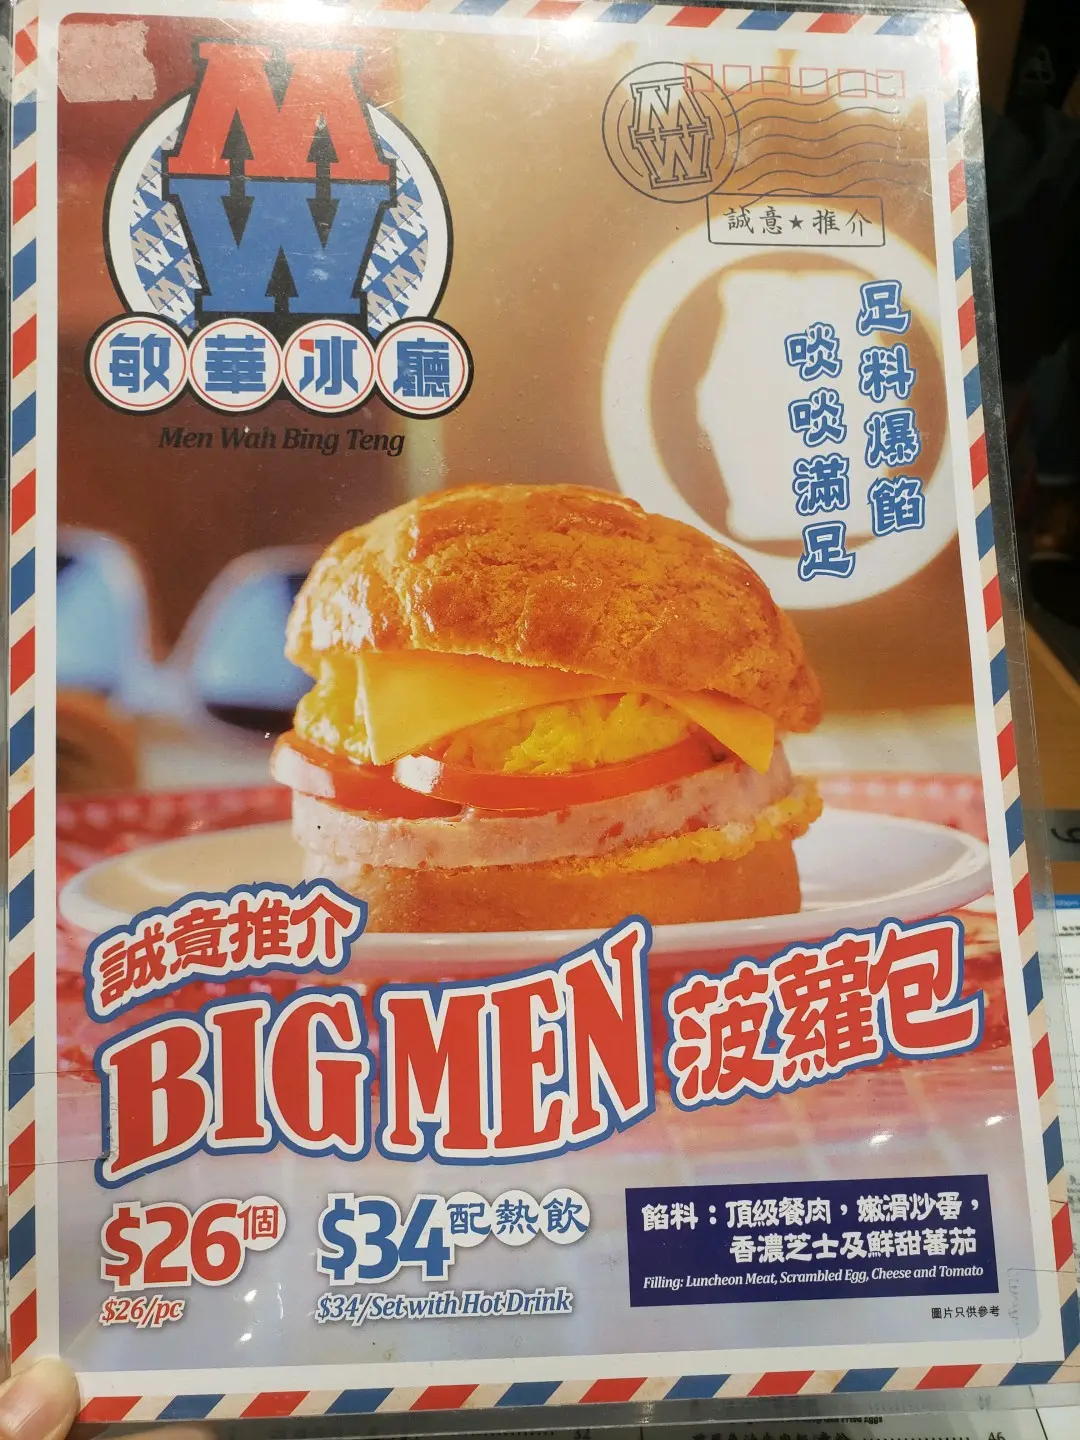 MW
MW
誠意★推介
敏華冰廳
Men Wah Bing Teng
足料爆餡
啖啖滿足
誠意推介
BIG MEN 菠蘿包
$26個
$26/pc
$34配熱飲
$34/Set with Hot Drink
餡料：頂級餐肉，嫩滑炒蛋，
香濃芝士及鮮甜蕃茄
Filling: Luncheon Meat, Scrambled Egg, Cheese and Tomato
圖片只供參考
32
46